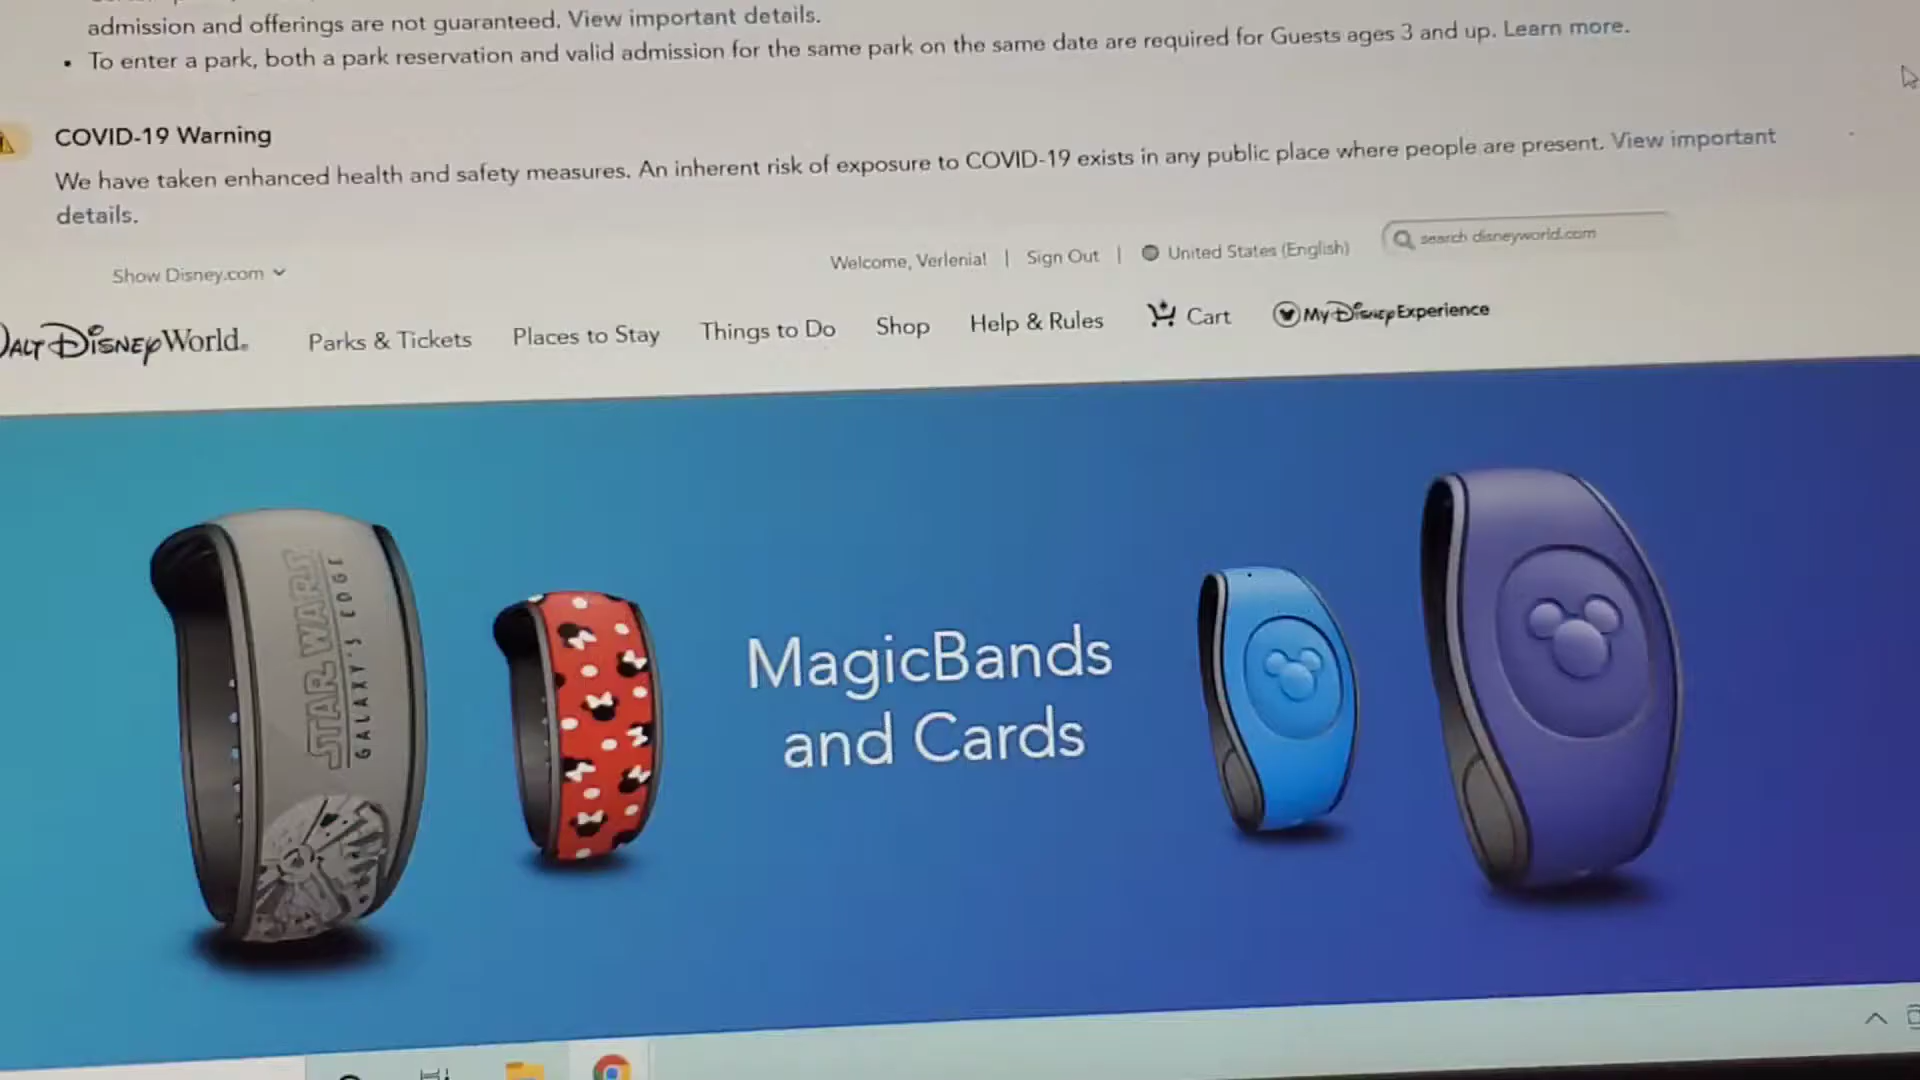 admission and offerings are not guaranteed. View important details.
• To enter a park, both a park reservation and valid admission for the same park on the same date are required for Guests ages 3 and up. Learn more.
COVID-19 Warning
We have taken enhanced health and safety measures. An inherent risk of exposure to COVID-19 exists in any public place where people are present. View important
details.
Show Disney.com
Welcome, Verlenia! | Sign Out | United States (English)
search disneyworld.com
Walt Disney World.
Parks & Tickets
Places to Stay
Things to Do
Shop
Help & Rules
Cart
My Disney Experience
STAR WARS
GALAXY'S EDGE
MagicBands
and Cards